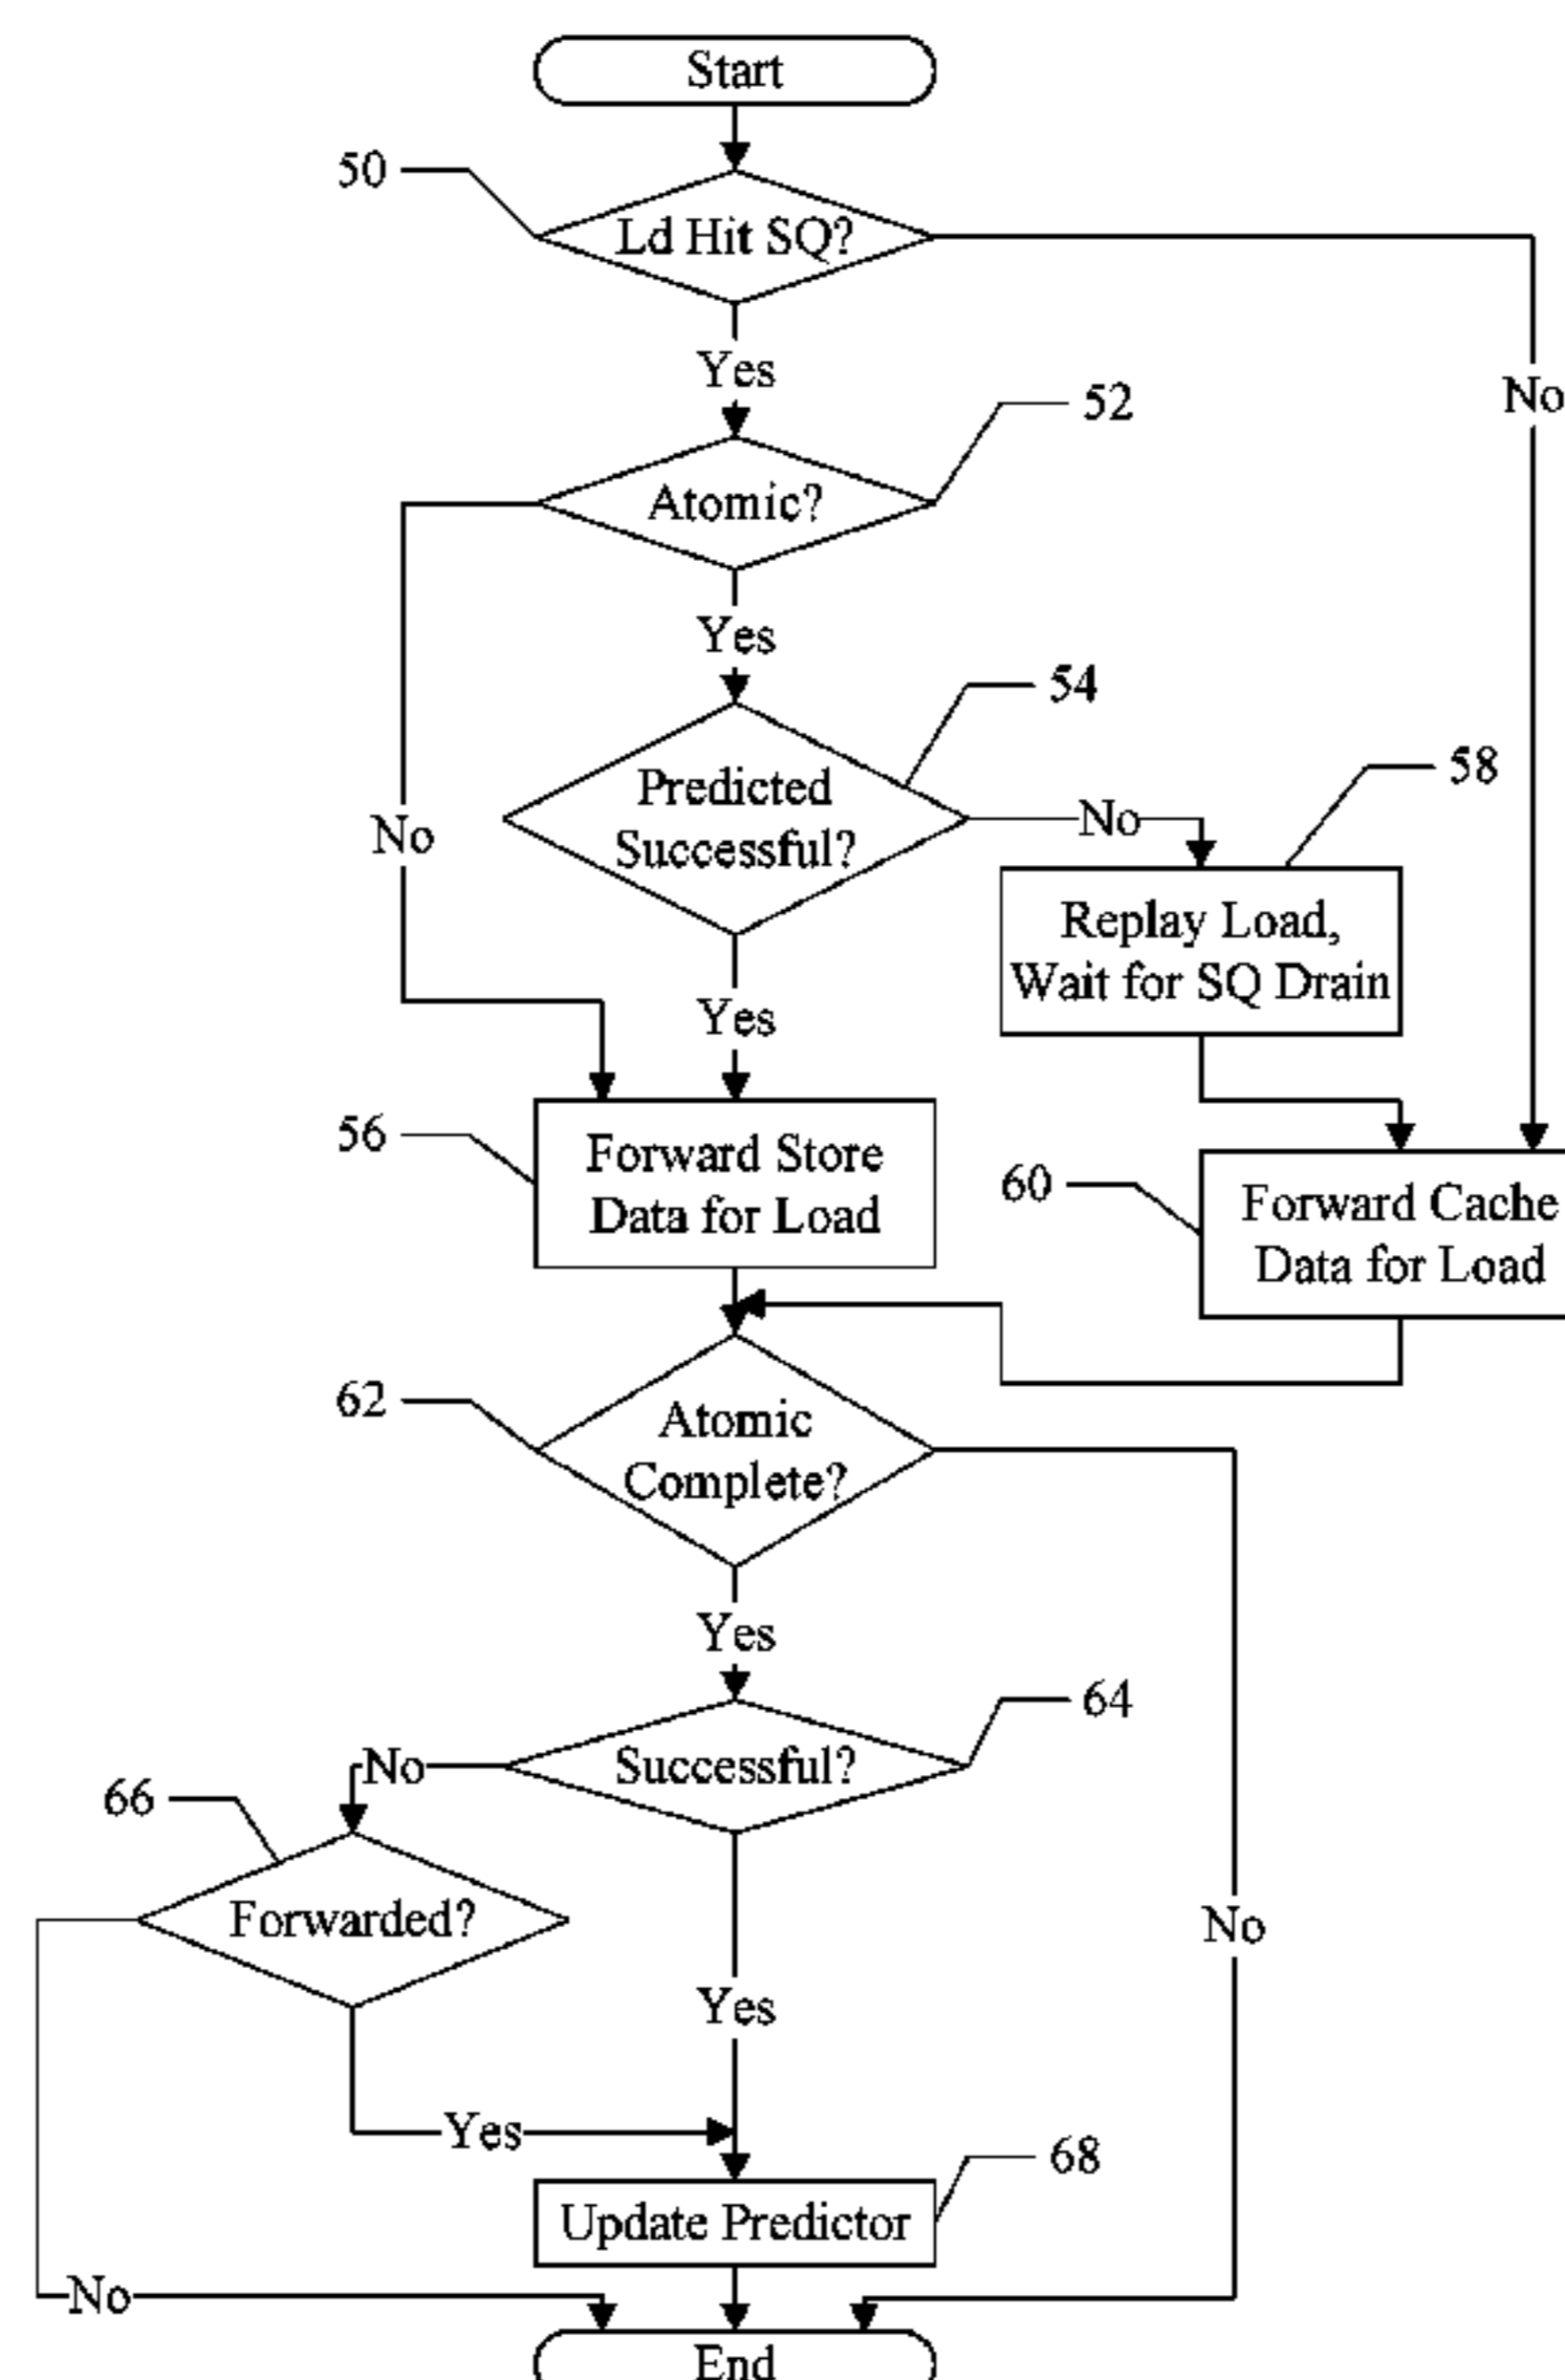 Start
50
Ld Hit SQ?
Yes
No
52
Atomic?
Yes
54
No
Predicted
Successful?
No
58
Replay Load,
Wait for SQ Drain
Yes
56
Forward Store
Data for Load
60
Forward Cache
Data for Load
62
Atomic
Complete?
Yes
64
No
Successful?
66
Forwarded?
No
Yes
Yes
68
Update Predictor
No
End